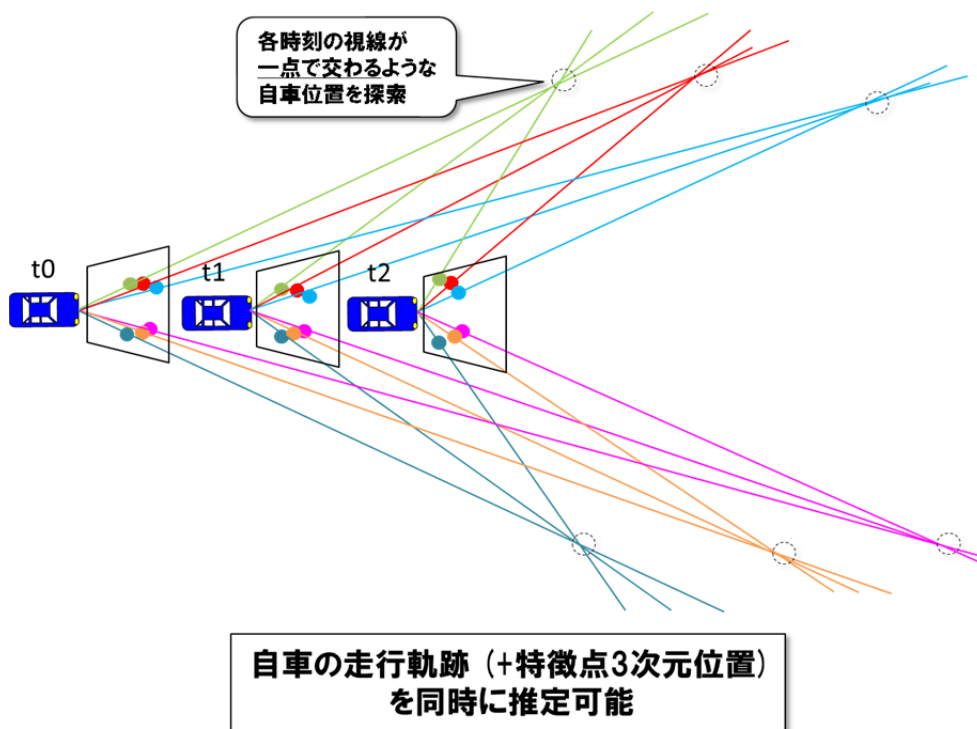 各時刻の視線が
一点で交わるような
自車位置を探索
t0
t1
t2
自車の走行軌跡 (+特徴点3次元位置)
を同時に推定可能